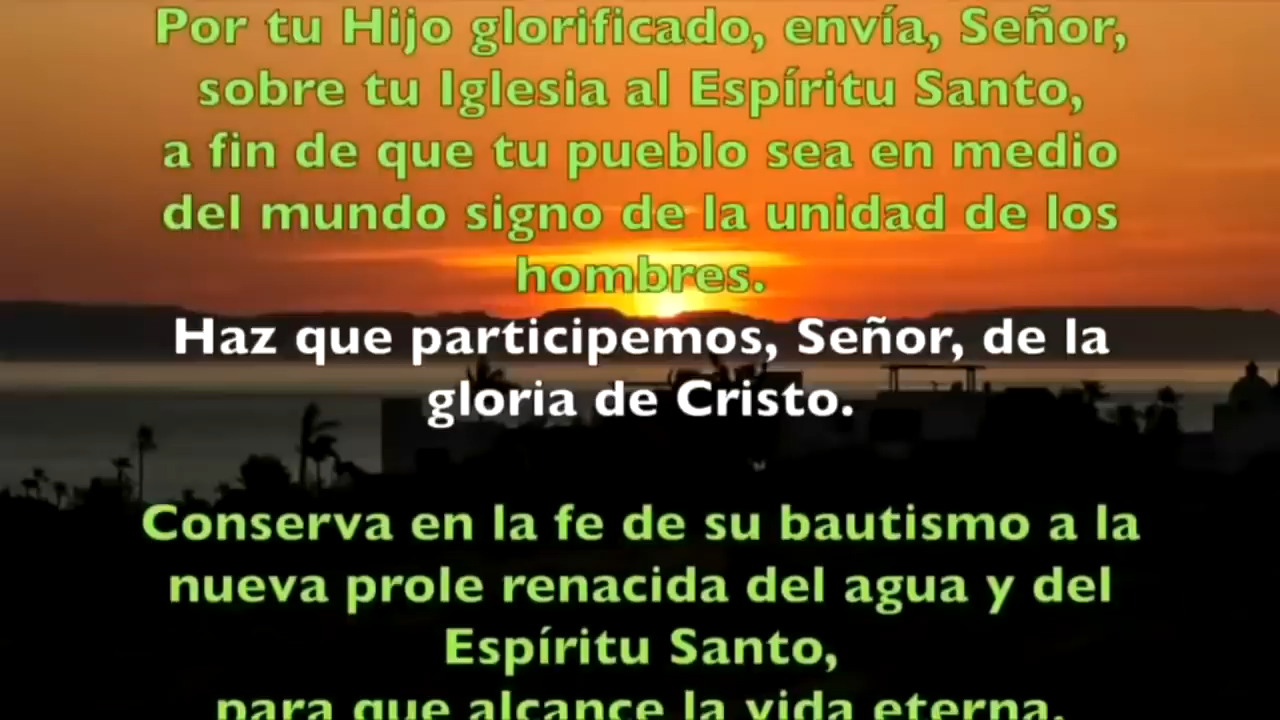 Por tu Hijo glorificado, envía, Señor,
sobre tu Iglesia al Espíritu Santo,
a fin de que tu pueblo sea en medio
del mundo signo de la unidad de los
hombres.
Haz que participemos, Señor, de la
gloria de Cristo.
Conserva en la fe de su bautismo a la
nueva prole renacida del agua y del
Espíritu Santo,
para que alcance la vida eterna.